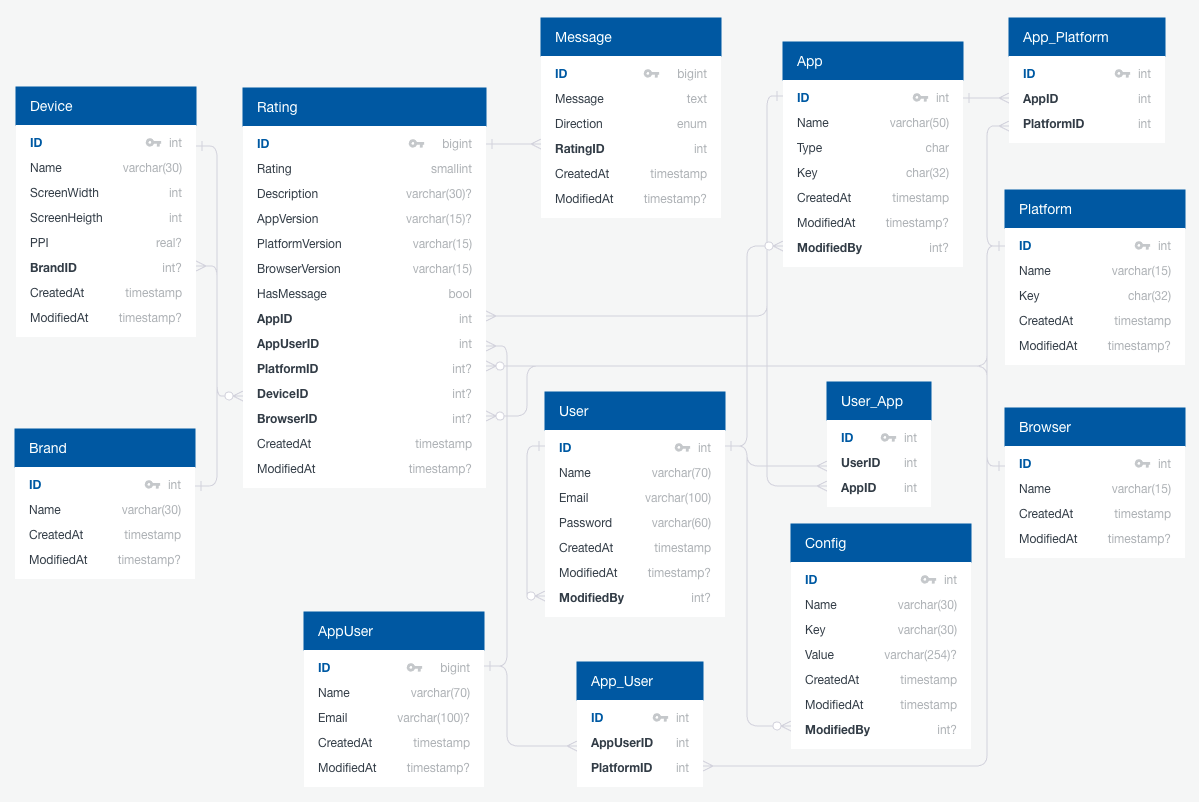 Device
ID int
Name varchar(30)
ScreenWidth int
ScreenHeigth int
PPI real?
BrandID int?
CreatedAt timestamp
ModifiedAt timestamp?
Rating
ID bigint
Rating smallint
Description varchar(30)?
AppVersion varchar(15)?
PlatformVersion varchar(15)
BrowserVersion varchar(15)
HasMessage bool
AppID int
AppUserID int
PlatformID int?
DeviceID int?
BrowserID int?
CreatedAt timestamp
ModifiedAt timestamp?
Message
ID bigint
Message text
Direction enum
RatingID int
CreatedAt timestamp
ModifiedAt timestamp?
App
ID int
Name varchar(50)
Type char
Key char(32)
CreatedAt timestamp
ModifiedAt timestamp?
ModifiedBy int?
App_Platform
ID int
AppID int
PlatformID int
Platform
ID int
Name varchar(15)
Key char(32)
CreatedAt timestamp
ModifiedAt timestamp?
Brand
ID int
Name varchar(30)
CreatedAt timestamp
ModifiedAt timestamp?
User
ID int
Name varchar(70)
Email varchar(100)
Password varchar(60)
CreatedAt timestamp
ModifiedAt timestamp?
ModifiedBy int?
User_App
ID int
UserID int
AppID int
Browser
ID int
Name varchar(15)
CreatedAt timestamp
ModifiedAt timestamp?
Config
ID int
Name varchar(30)
Key varchar(30)
Value varchar(254)?
CreatedAt timestamp
ModifiedAt timestamp
ModifiedBy int?
AppUser
ID bigint
Name varchar(70)
Email varchar(100)?
CreatedAt timestamp
ModifiedAt timestamp?
App_User
ID int
AppUserID int
PlatformID int